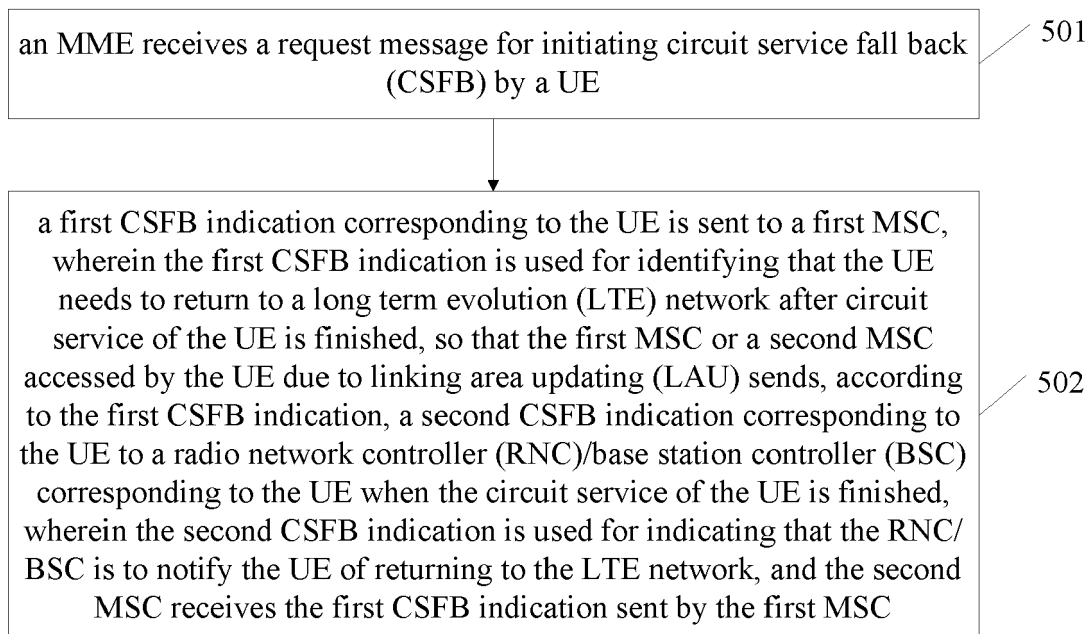 an MME receives a request message for initiating circuit service fall back
(CSFB) by a UE
501
a first CSFB indication corresponding to the UE is sent to a first MSC,
wherein the first CSFB indication is used for identifying that the UE
needs to return to a long term evolution (LTE) network after circuit
service of the UE is finished, so that the first MSC or a second MSC
accessed by the UE due to linking area updating (LAU) sends, according
to the first CSFB indication, a second CSFB indication corresponding to
the UE to a radio network controller (RNC)/base station controller (BSC)
corresponding to the UE when the circuit service of the UE is finished,
wherein the second CSFB indication is used for indicating that the RNC/
BSC is to notify the UE of returning to the LTE network, and the second
MSC receives the first CSFB indication sent by the first MSC
502